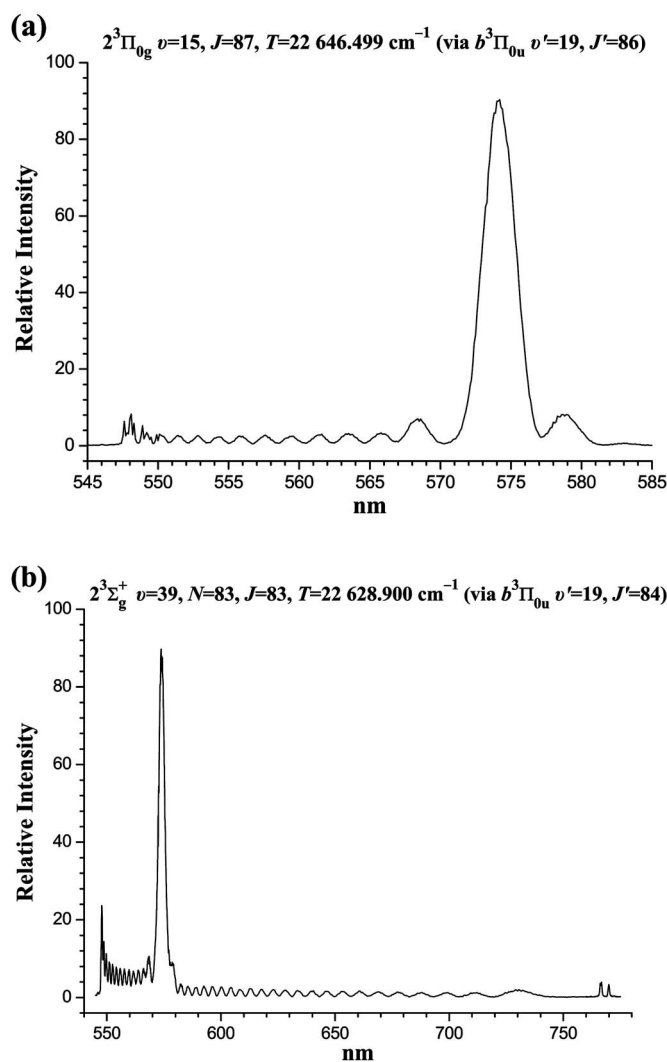 (a)
2³Π₀g υ=15, J=87, T=22 646.499 cm⁻¹ (via b³Π₀u υ'=19, J'=86)
100
80
60
40
20
0
Relative Intensity
545 550 555 560 565 570 575 580 585
nm
(b)
2³Σg⁺ υ=39, N=83, J=83, T=22 628.900 cm⁻¹ (via b³Π₀u υ'=19, J'=84)
100
80
60
40
20
0
Relative Intensity
550 600 650 700 750
nm